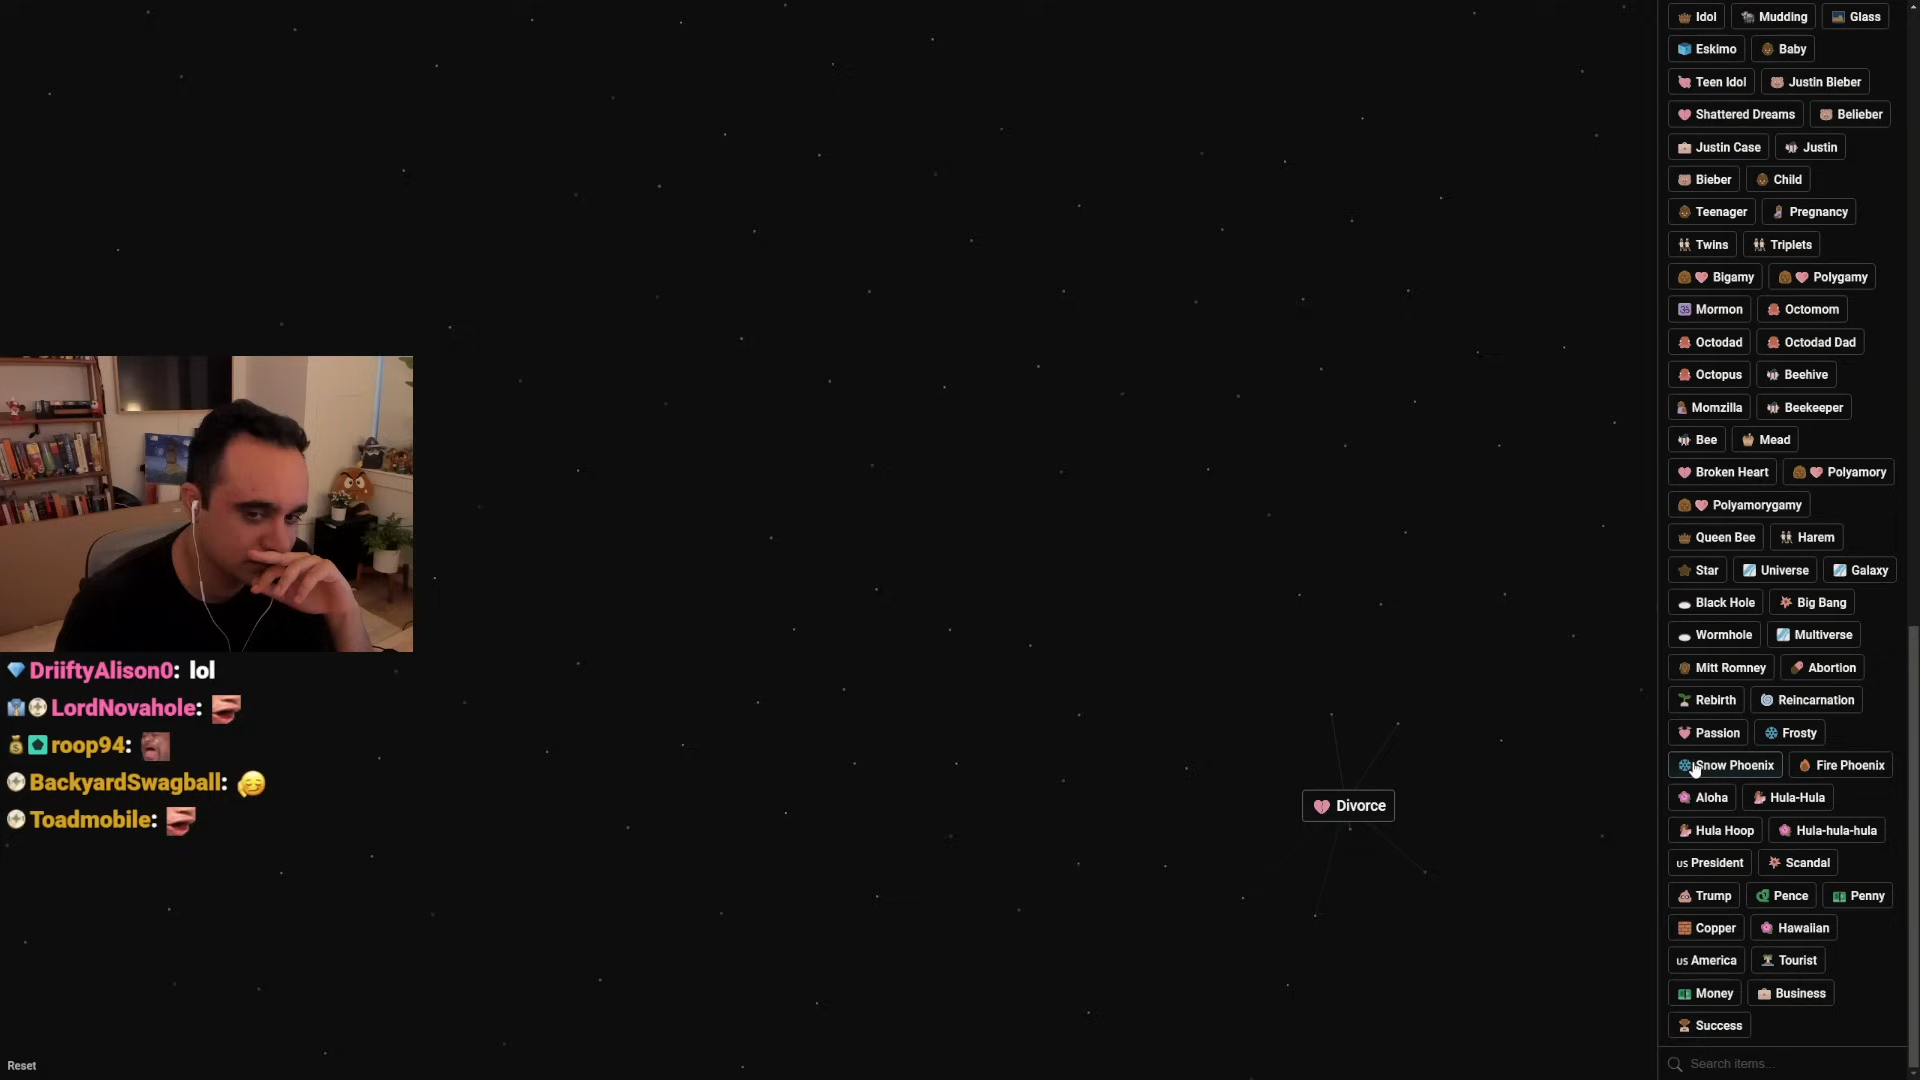 Idol Mudding Glass
Eskimo Baby
Teen Idol Justin Bieber
Shattered Dreams Belieber
Justin Case Justin
Bieber Child
Teenager Pregnancy
Twins Triplets
Bigamy Polygamy
Mormon Octomom
Octodad Octodad Dad
Octopus Beehive
Momzilla Beekeeper
Bee Mead
Broken Heart Polyamory
Polyamorygamy
Queen Bee Harem
Star Universe Galaxy
Black Hole Big Bang
Wormhole Multiverse
Mitt Romney Abortion
Rebirth Reincarnation
Passion Frosty
Snow Phoenix Fire Phoenix
Aloha Hula-Hula
Hula Hoop Hula-hula-hula
US President Scandal
Trump Pence Penny
Copper Hawaiian
US America Tourist
Money Business
Success
Search items...
DriiftyAlison0: lol
LordNovahole:
roop94:
BackyardSwagball:
Toadmobile:
Divorce
Reset